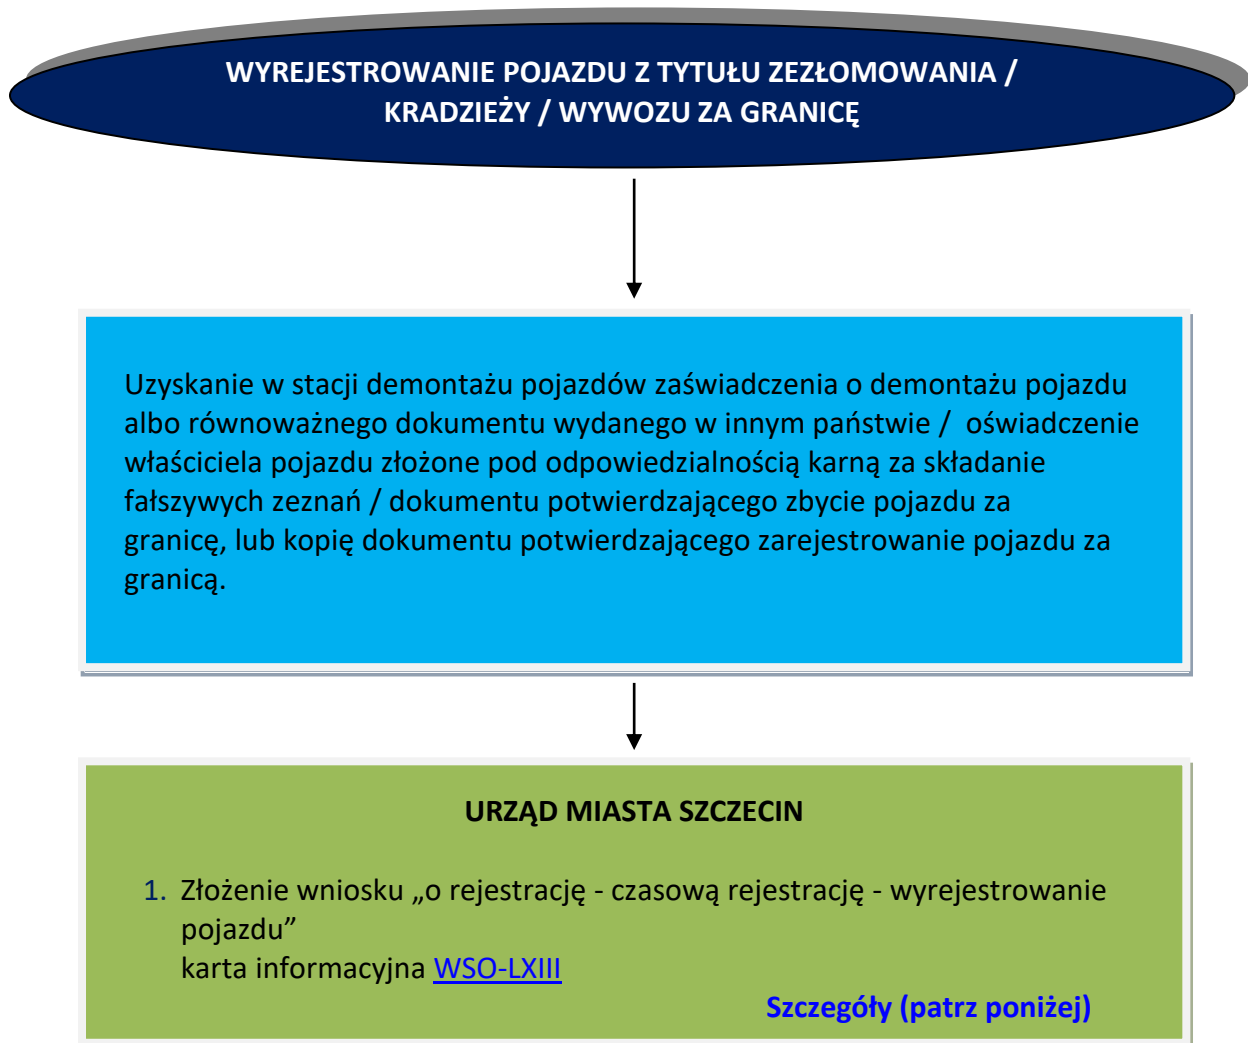 WYREJESTROWANIE POJAZDU Z TYTUŁU ZEZŁOMOWANIA /
KRADZIEŻY / WYWOZU ZA GRANICĘ
Uzyskanie w stacji demontażu pojazdów zaświadczenia o demontażu pojazdu
albo równoważnego dokumentu wydanego w innym państwie / oświadczenie
właściciela pojazdu złożone pod odpowiedzialnością karną za składanie
fałszywych zeznań / dokumentu potwierdzającego zbycie pojazdu za
granicę, lub kopię dokumentu potwierdzającego zarejestrowanie pojazdu za
granicą.
URZĄD MIASTA SZCZECIN
1. Złożenie wniosku „o rejestrację - czasową rejestrację - wyrejestrowanie
pojazdu”
karta informacyjna WSO-LXIII
Szczegóły (patrz poniżej)